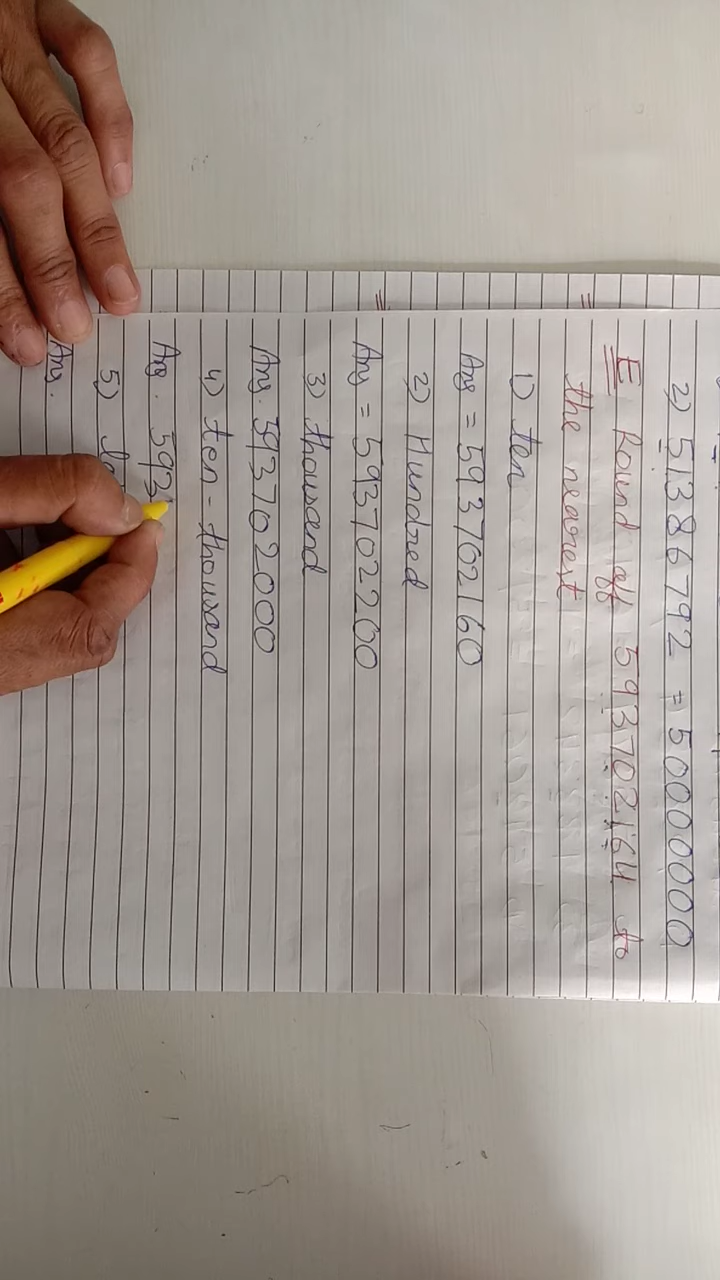 2) 51386792 = 50000000
E Round off 593702164 to
the nearest
1) ten
Ans = 593702160
2) Hundred
Ans = 593702200
3) thousand
Ans. 593702000
4) ten-thousand
Ans. 593
5)
Ans.